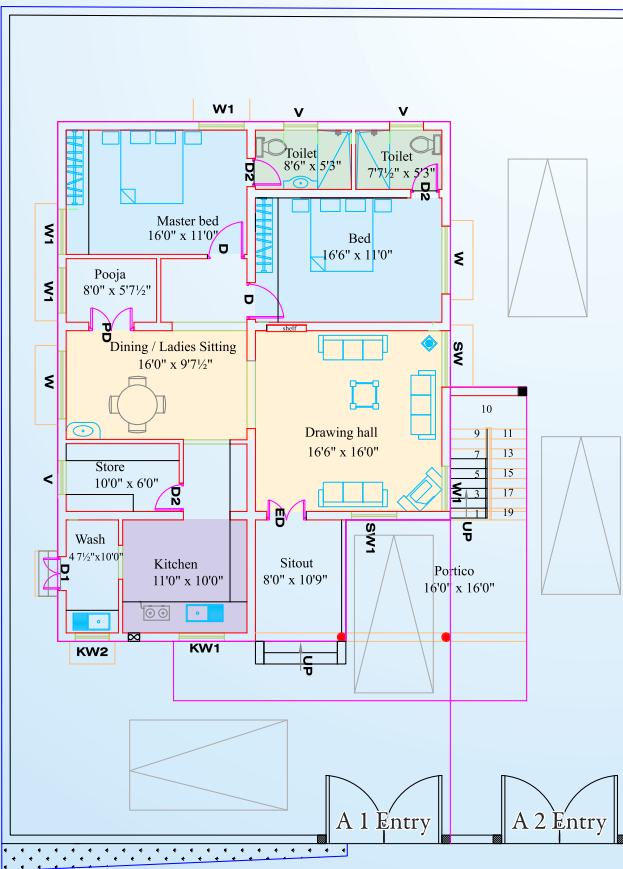 W1
V
V
Toilet
8'6" x 5'3"
Toilet
7'7½" x 5'3"
D2
D2
Master bed
16'0" x 11'0"
W1
D
Bed
16'6" x 11'0"
W
Pooja
8'0" x 5'7½"
W1
D
PD
shelf
Dining / Ladies Sitting
16'0" x 9'7½"
W
SW
10
Drawing hall
16'6" x 16'0"
9
11
7
13
5
15
3
17
1
19
W1
UP
Store
10'0" x 6'0"
V
D2
ED
SW1
Wash
4 7½"x10'0"
D1
Kitchen
11'0" x 10'0"
Sitout
8'0" x 10'9"
Portico
16'0" x 16'0"
KW2
KW1
UP
A 1 Entry
A 2 Entry